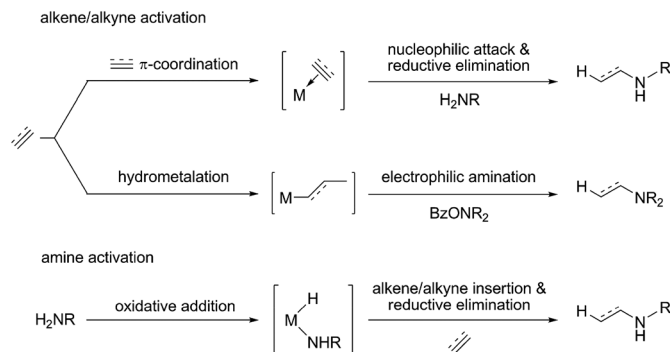 alkene/alkyne activation
π-coordination
M
nucleophilic attack &
reductive elimination
H₂NR
H
N
H
R
hydrometalation
M
electrophilic amination
BzONR₂
H
NR₂
amine activation
H₂NR
oxidative addition
H
M
NHR
alkene/alkyne insertion &
reductive elimination
H
N
H
R